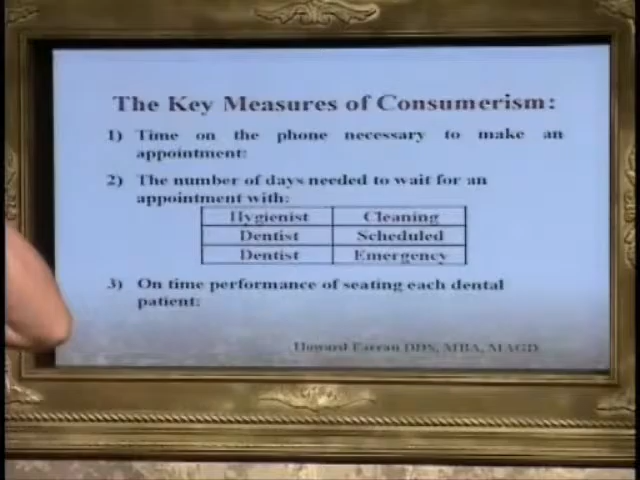 The Key Measures of Consumerism:
1) Time on the phone necessary to make an
appointment:
2) The number of days needed to wait for an
appointment with:
Hygienist Cleaning
Dentist Scheduled
Dentist Emergency
3) On time performance of seating each dental
patient:
Howard Farran DDS, MBA, MAGD